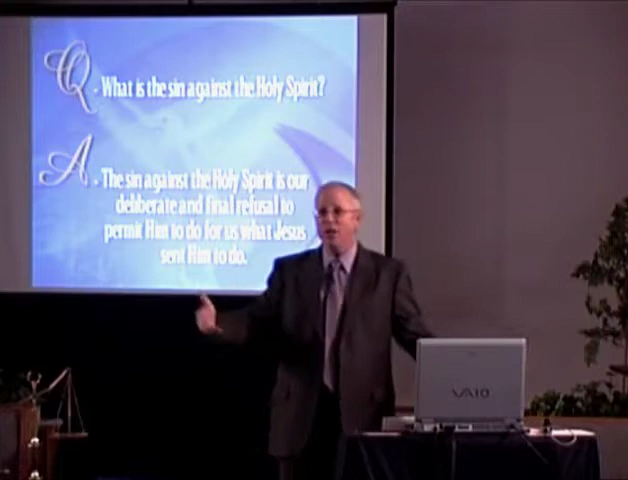 Q. What is the sin against the Holy Spirit?
A. The sin against the Holy Spirit is our
deliberate and final refusal to
permit Him to do for us what Jesus
sent Him to do.
VAIO